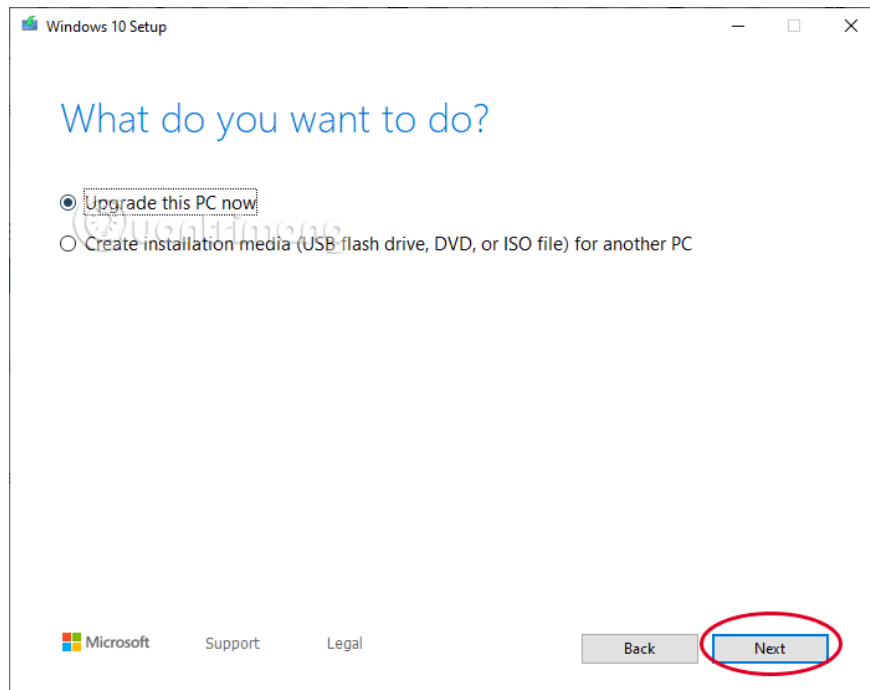 Windows 10 Setup
What do you want to do?
Upgrade this PC now
Quantrimang
Create installation media (USB flash drive, DVD, or ISO file) for another PC
Microsoft Support Legal Back Next